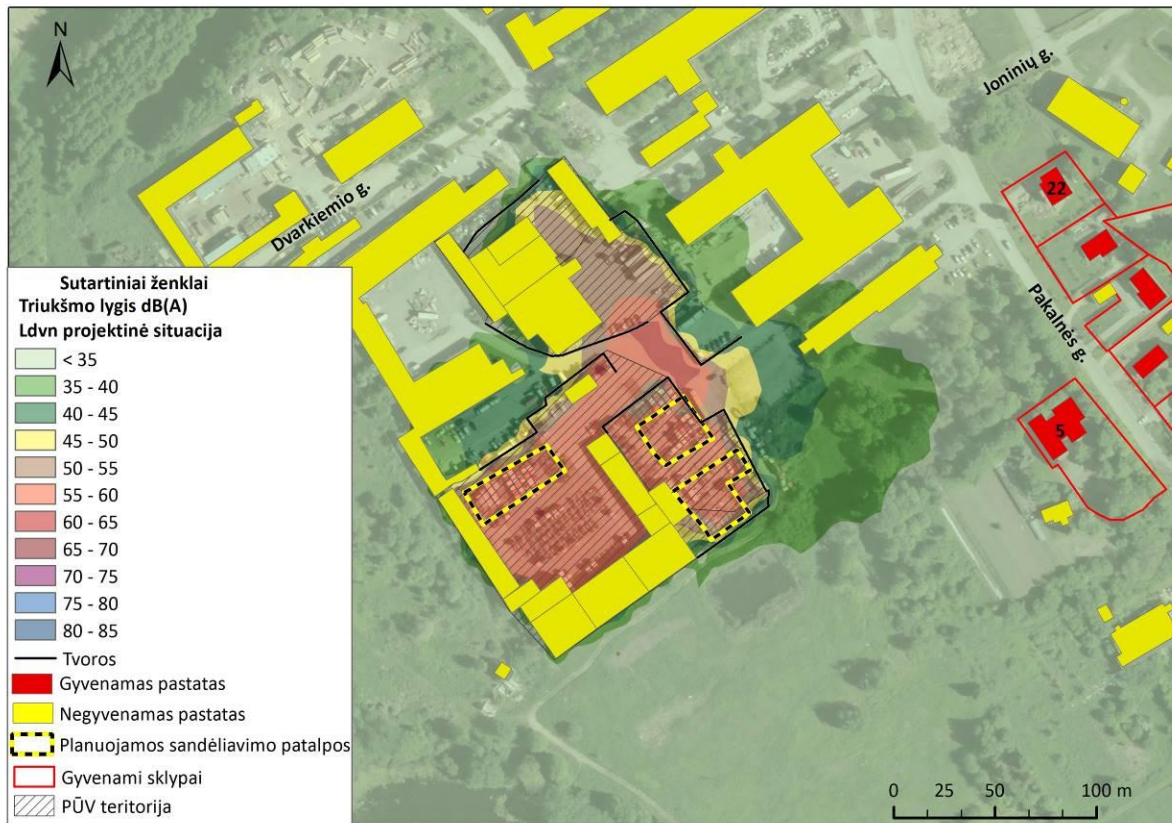 N
Joninių g.
22
Dvarkiemio g.
Pakalnės g.
5
Sutartiniai ženklai
Triukšmo lygis dB(A)
Ldvn projektinė situacija
< 35
35 - 40
40 - 45
45 - 50
50 - 55
55 - 60
60 - 65
65 - 70
70 - 75
75 - 80
80 - 85
Tvoros
Gyvenamas pastatas
Negyvenamas pastatas
Planuojamos sandėliavimo patalpos
Gyvenami sklypai
PŪV teritorija
0 25 50 100 m